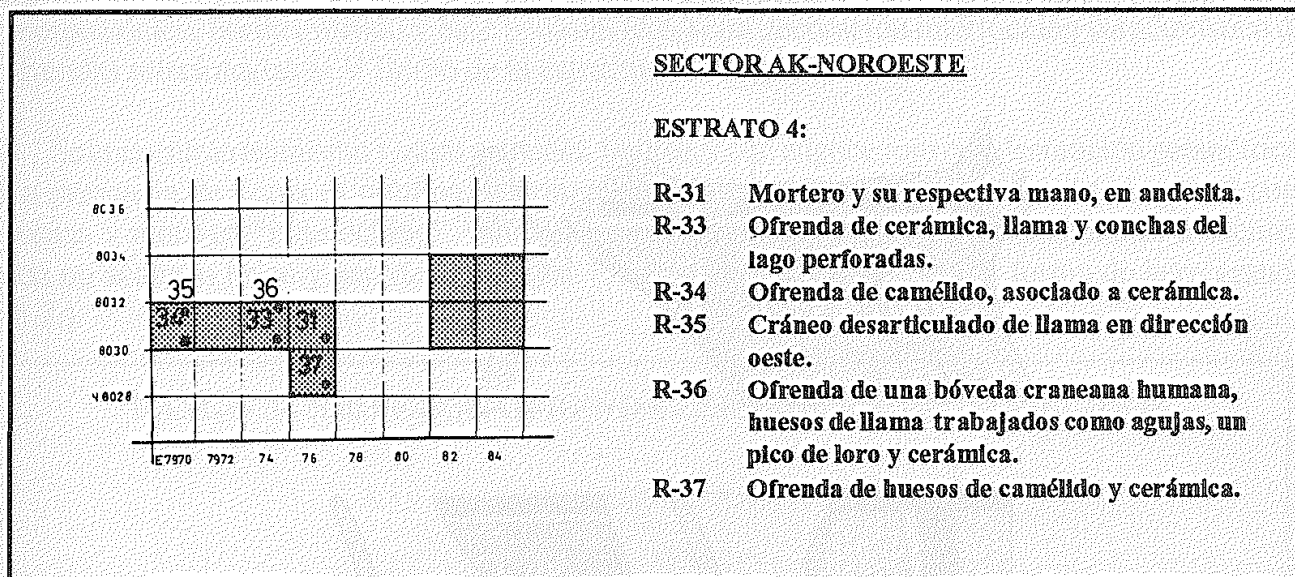 SECTOR AK-NOROESTE
ESTRATO 4:
R-31 Mortero y su respectiva mano, en andesita.
R-33 Ofrenda de cerámica, llama y conchas del
lago perforadas.
R-34 Ofrenda de camélido, asociado a cerámica.
R-35 Cráneo desarticulado de llama en dirección
oeste.
R-36 Ofrenda de una bóveda craneana humana,
huesos de llama trabajados como agujas, un
pico de loro y cerámica.
R-37 Ofrenda de huesos de camélido y cerámica.
8036
8034
8032
8030
N8028
35 36
34 33 31
37
E7970 7972 74 76 78 80 82 84